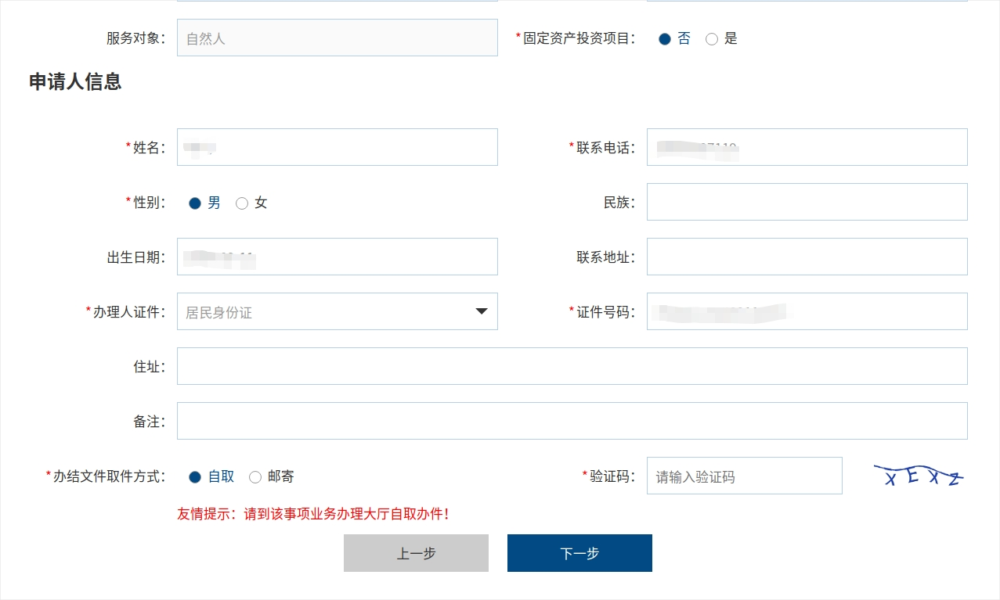 服务对象： 自然人 *固定资产投资项目： 否 是
申请人信息
*姓名： *联系电话：
*性别： 男 女 民族：
出生日期： 联系地址：
*办理人证件： 居民身份证 *证件号码：
住址：
备注：
*办结文件取件方式： 自取 邮寄 *验证码： 请输入验证码 XEXZ
友情提示：请到该事项业务办理大厅自取办件！
上一步 下一步